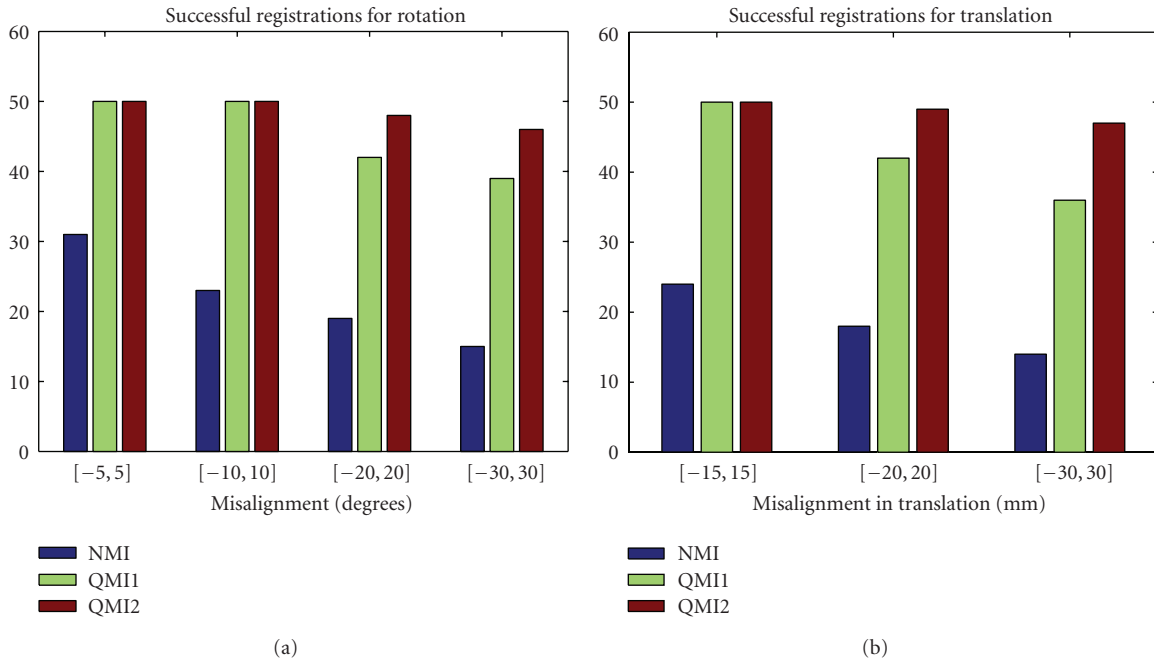 Successful registrations for rotation
60
50
40
30
20
10
0
[−5, 5]
[−10, 10]
[−20, 20]
[−30, 30]
Misalignment (degrees)
NMI
QMI1
QMI2
(a)
Successful registrations for translation
60
50
40
30
20
10
0
[−15, 15]
[−20, 20]
[−30, 30]
Misalignment in translation (mm)
NMI
QMI1
QMI2
(b)